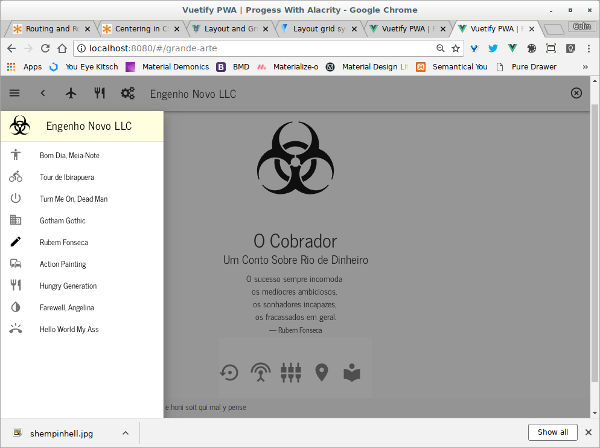 Vuetify PWA | Progess With Alacrity - Google Chrome
Routing and Ro
Centering in C
Layout and Gr
Layout grid sy
Vuetify PWA |
Vuetify PWA |
Colin
localhost:8080/#/grande-arte
Apps
You Eye Kitsch
Material Demonics
BMD
Materialize-o
Material Design Lit
Semantical You
Pure Drawer
Engenho Novo LLC
Engenho Novo LLC
Bom Dia, Meia-Note
Tour de Ibirapuera
Turn Me On, Dead Man
Gotham Gothic
Rubem Fonseca
Action Painting
Hungry Generation
Farewell, Angelina
Hello World My Ass
O Cobrador
Um Conto Sobre Rio de Dinheiro
O sucesso sempre incomoda
os medíocres ambiciosos,
os sonhadores incapazes,
os fracassados em geral.
— Rubem Fonseca
e honi soit qui mal y pense
shempinhell.jpg
Show all